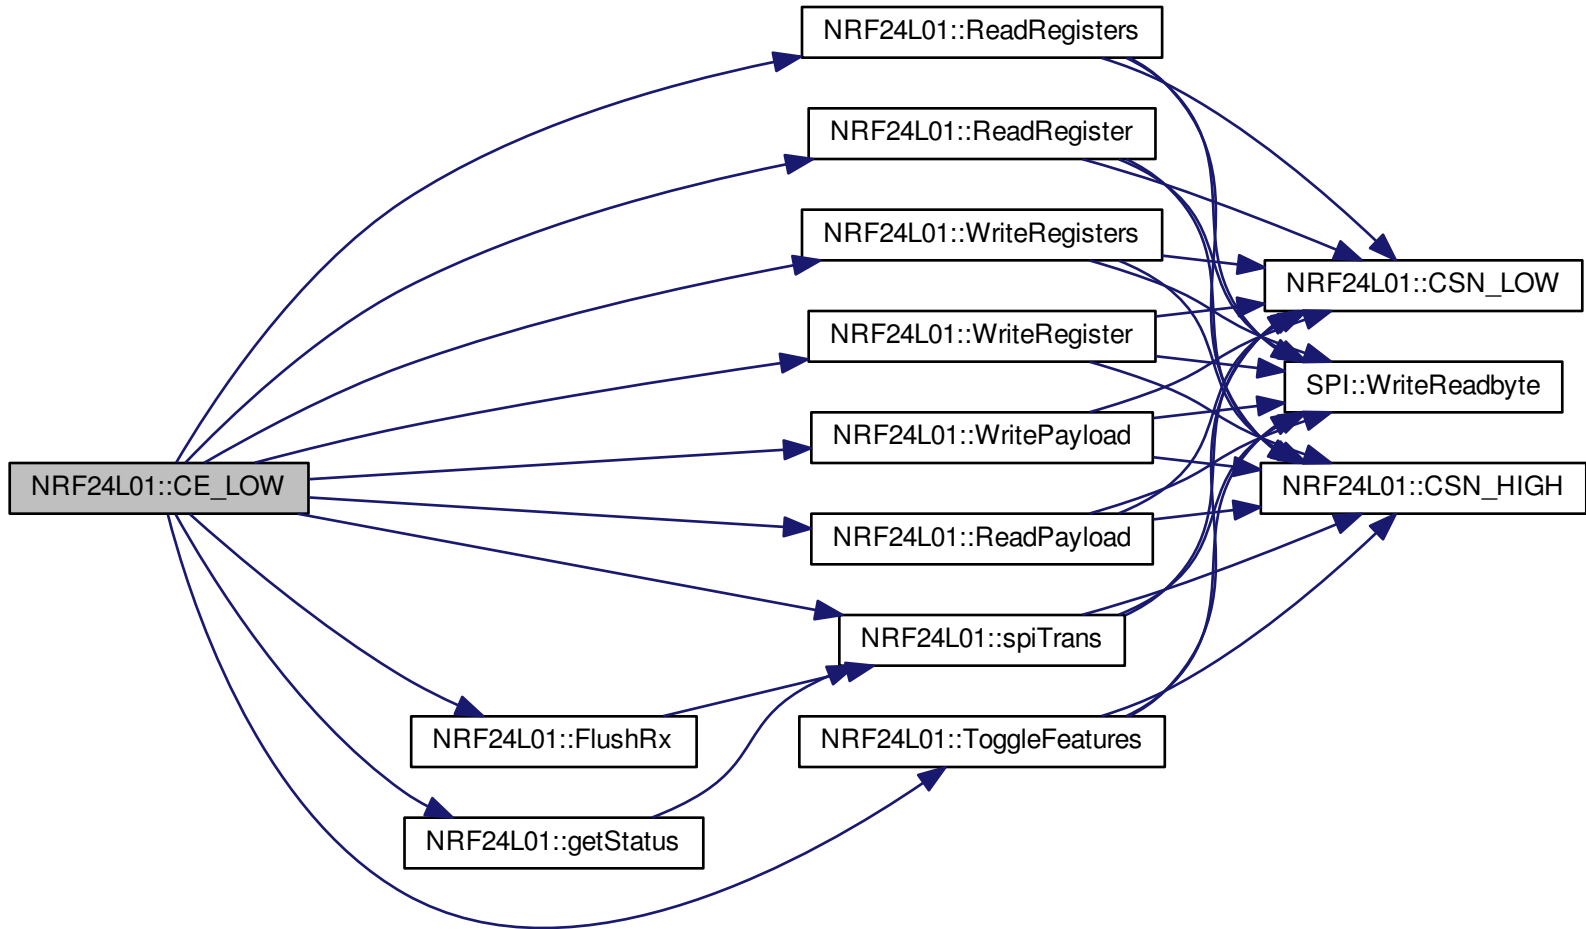 NRF24L01::ReadRegisters
NRF24L01::ReadRegister
NRF24L01::WriteRegisters
NRF24L01::CSN_LOW
NRF24L01::WriteRegister
SPI::WriteReadbyte
NRF24L01::WritePayload
NRF24L01::CE_LOW
NRF24L01::CSN_HIGH
NRF24L01::ReadPayload
NRF24L01::spiTrans
NRF24L01::FlushRx
NRF24L01::ToggleFeatures
NRF24L01::getStatus